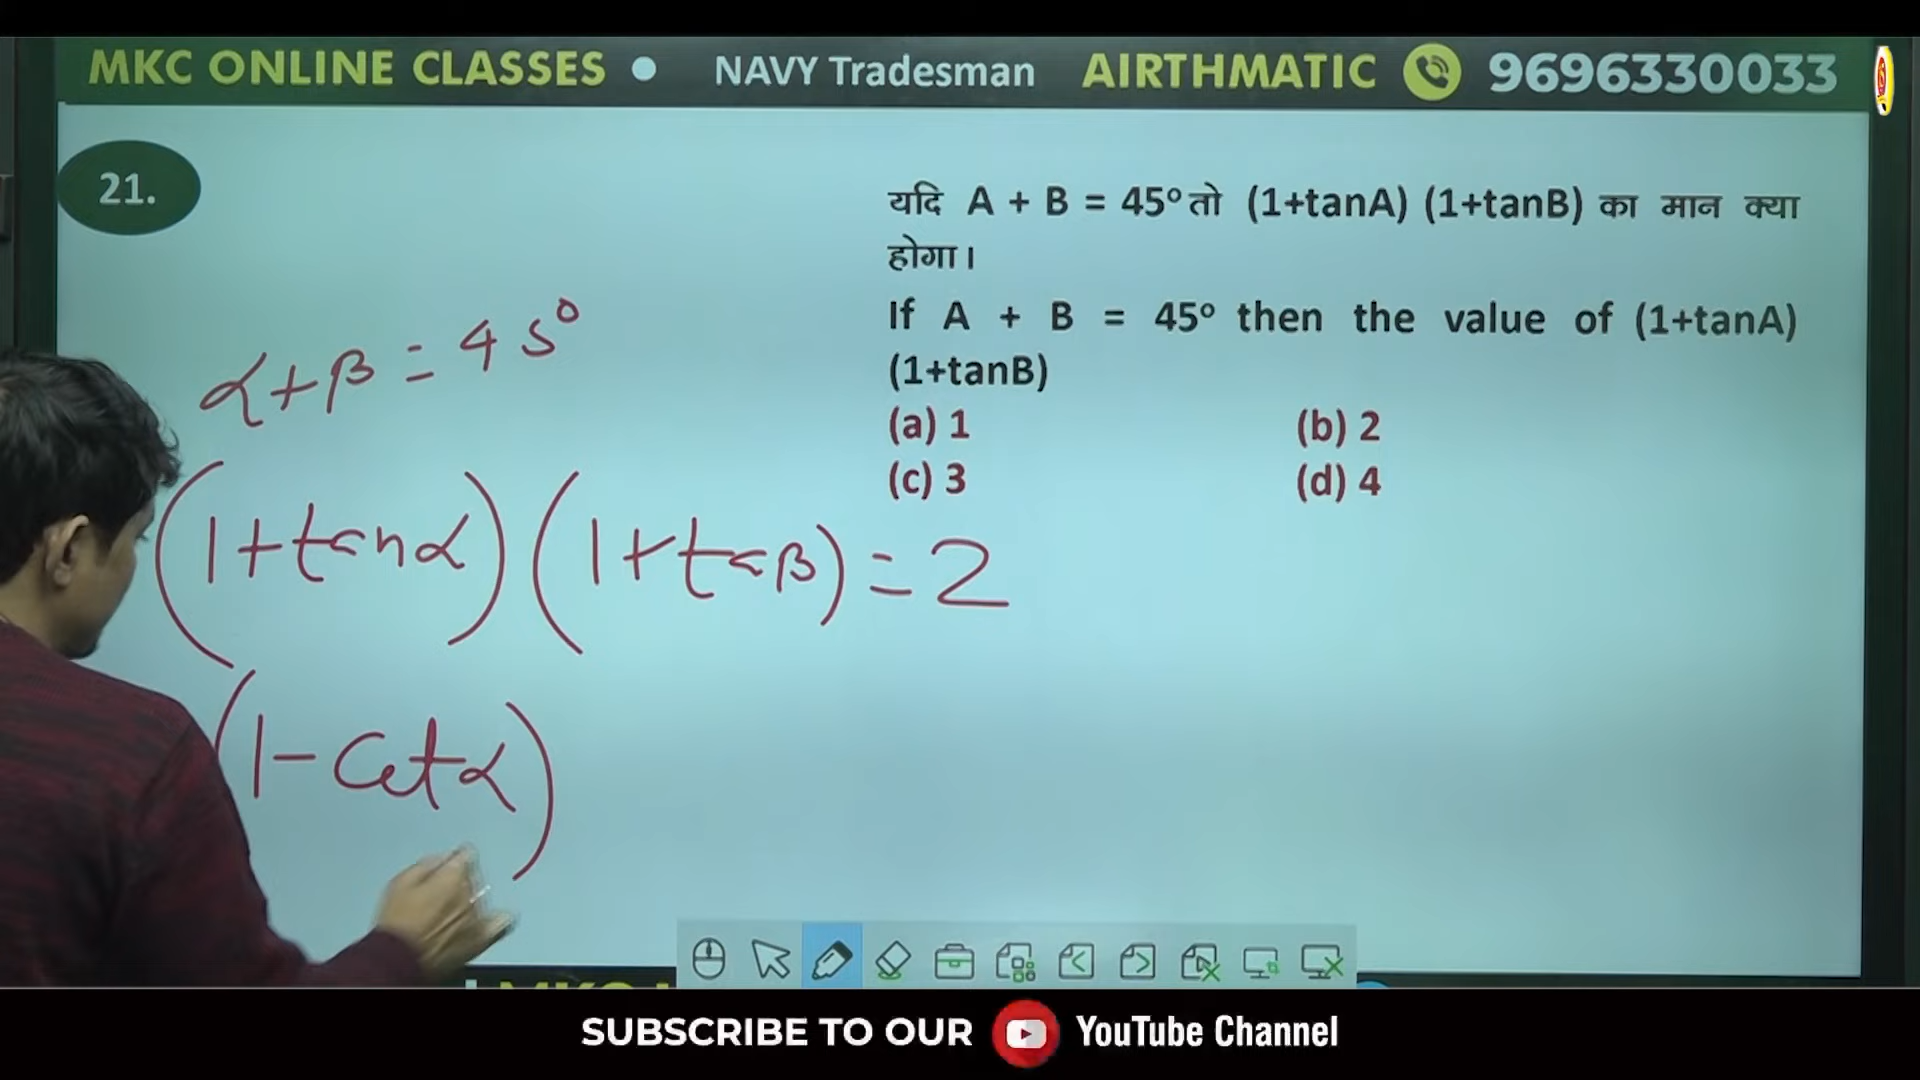 MKC ONLINE CLASSES • NAVY Tradesman AIRTHMATIC 9696330033
21.
यदि A + B = 45° तो (1+tanA) (1+tanB) का मान क्या
होगा।
If A + B = 45° then the value of (1+tanA)
(1+tanB)
(a) 1 (b) 2
(c) 3 (d) 4
α+β = 45°
(1+tanα)(1+taβ) = 2
(1-cotα)
SUBSCRIBE TO OUR YouTube Channel